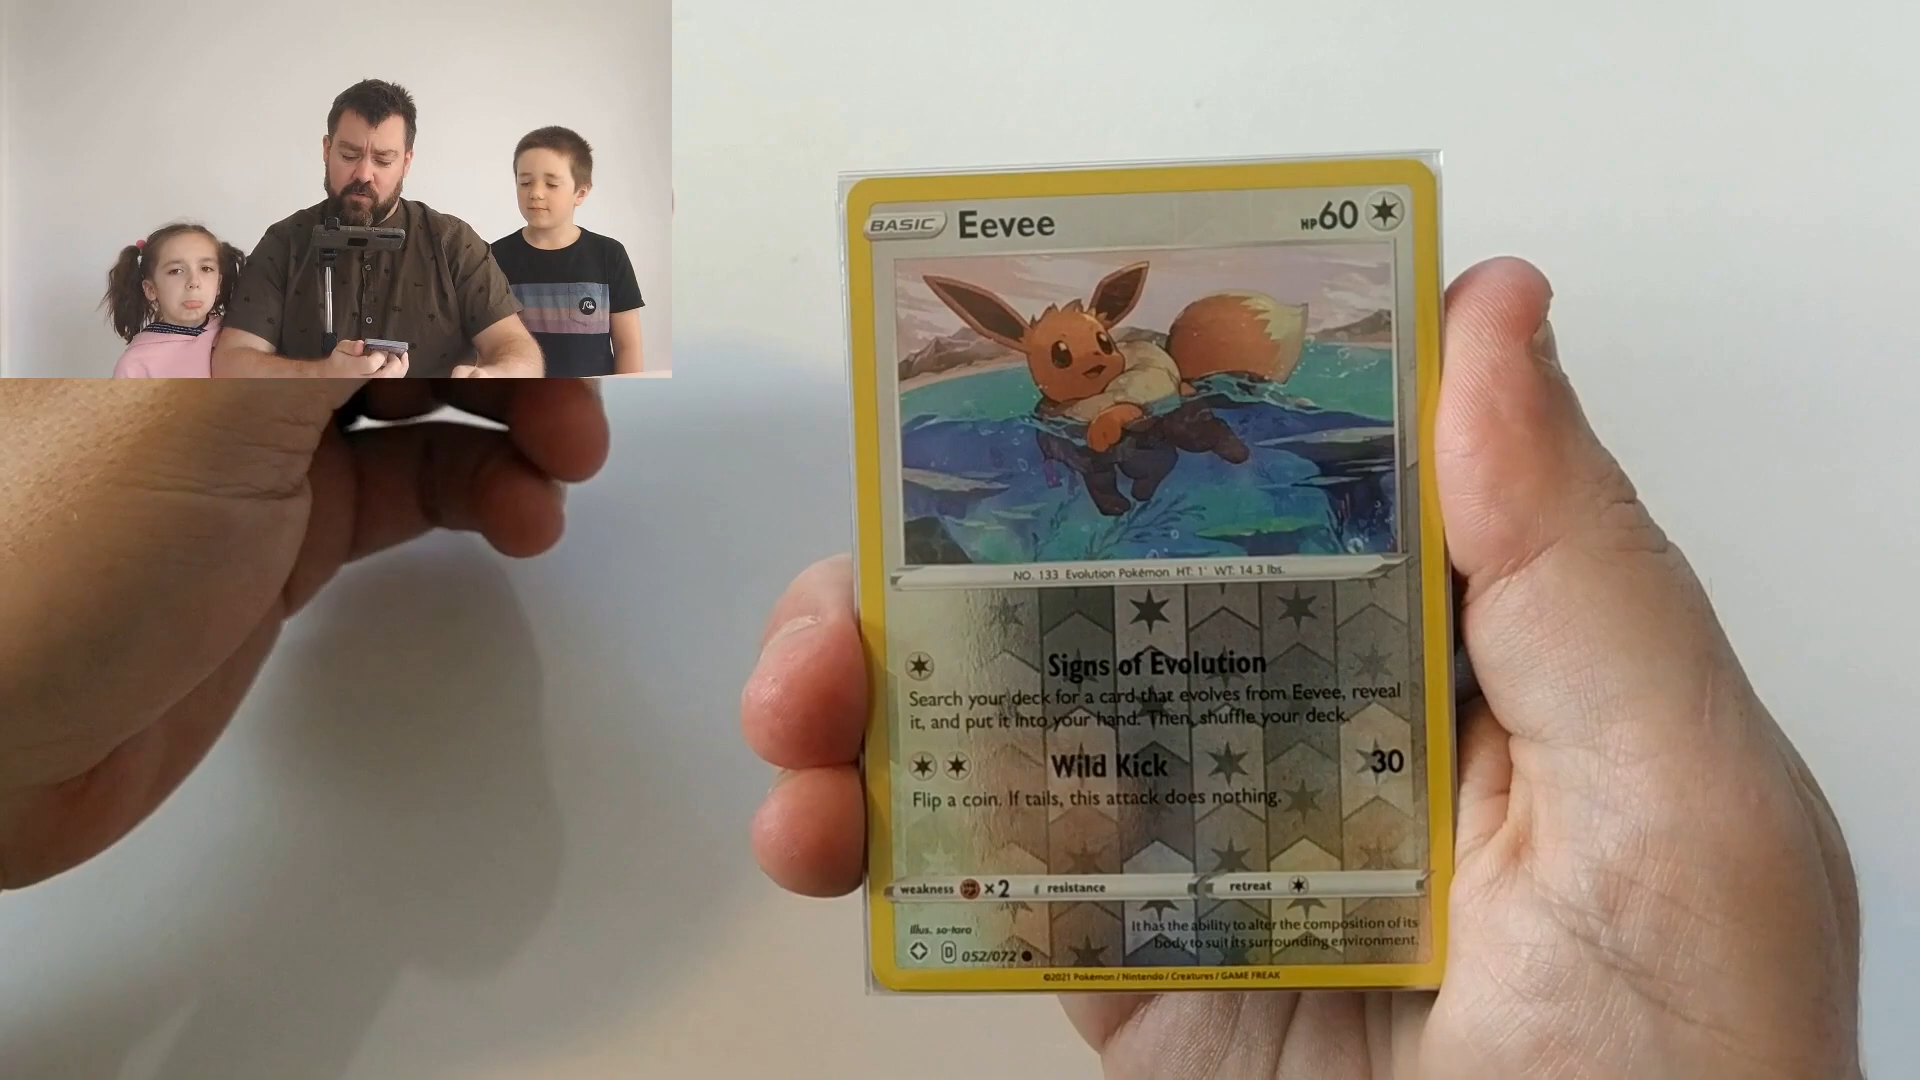 BASIC Eevee HP60
NO. 133 Evolution Pokémon HT: 1' WT: 14.3 lbs.
Signs of Evolution
Search your deck for a card that evolves from Eevee, reveal
it, and put it into your hand. Then, shuffle your deck.
Wild Kick 30
Flip a coin. If tails, this attack does nothing.
weakness ×2 resistance retreat
It has the ability to alter the composition of its
body to suit its surrounding environment.
illus. so-taro
D 052/072
©2021 Pokémon / Nintendo / Creatures / GAME FREAK